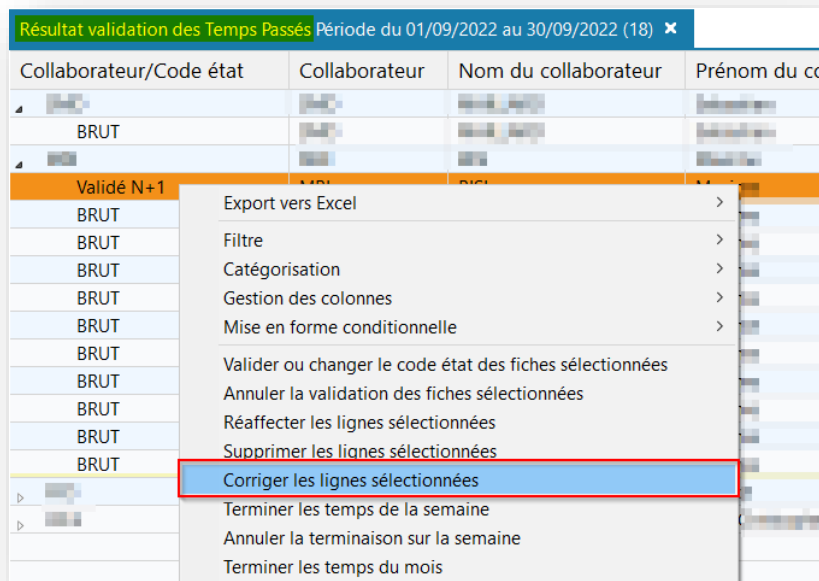 Résultat validation des Temps Passés Période du 01/09/2022 au 30/09/2022 (18) ×
Collaborateur/Code état Collaborateur Nom du collaborateur Prénom du co
BRUT
Validé N+1
BRUT
BRUT
BRUT
BRUT
BRUT
BRUT
BRUT
BRUT
BRUT
BRUT
Export vers Excel
Filtre
Catégorisation
Gestion des colonnes
Mise en forme conditionnelle
Valider ou changer le code état des fiches sélectionnées
Annuler la validation des fiches sélectionnées
Réaffecter les lignes sélectionnées
Supprimer les lignes sélectionnées
Corriger les lignes sélectionnées
Terminer les temps de la semaine
Annuler la terminaison sur la semaine
Terminer les temps du mois